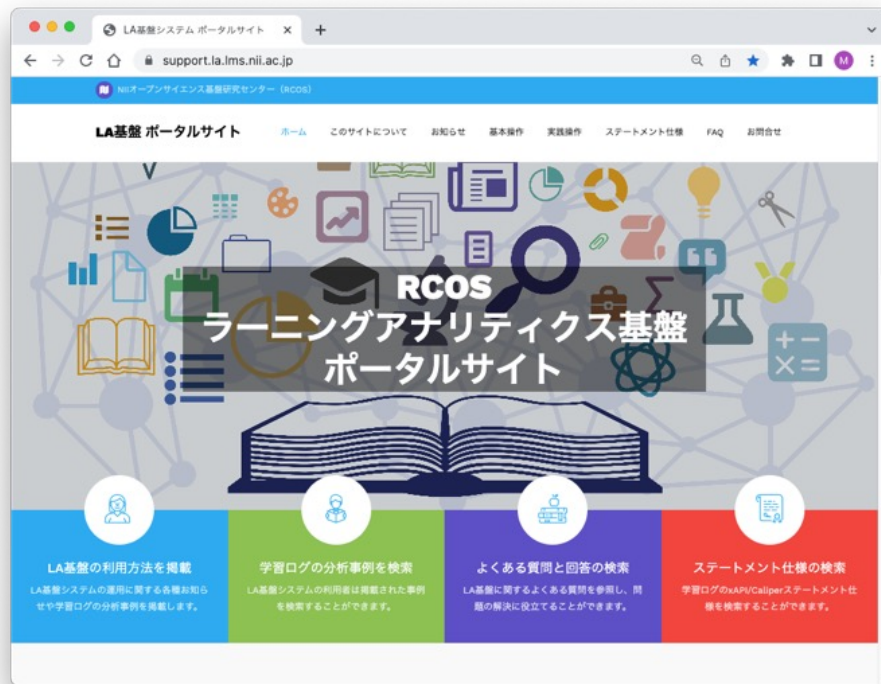 LA基盤システム ポータルサイト
support.la.lms.nii.ac.jp
M
NIIオープンサイエンス基盤研究センター（RCOS）
LA基盤 ポータルサイト
ホーム
このサイトについて
お知らせ
基本操作
実践操作
ステートメント仕様
FAQ
お問合せ
RCOS
ラーニングアナリティクス基盤
ポータルサイト
LA基盤の利用方法を掲載
LA基盤システムの運用に関する各種お知ら
せや学習ログの分析事例を掲載します。
学習ログの分析事例を検索
LA基盤システムの利用者は掲載された事例
を検索することができます。
よくある質問と回答の検索
LA基盤に関するよくある質問を参照し、問
題の解決に役立てることができます。
ステートメント仕様の検索
学習ログのxAPI/Caliperステートメント仕
様を検索することができます。